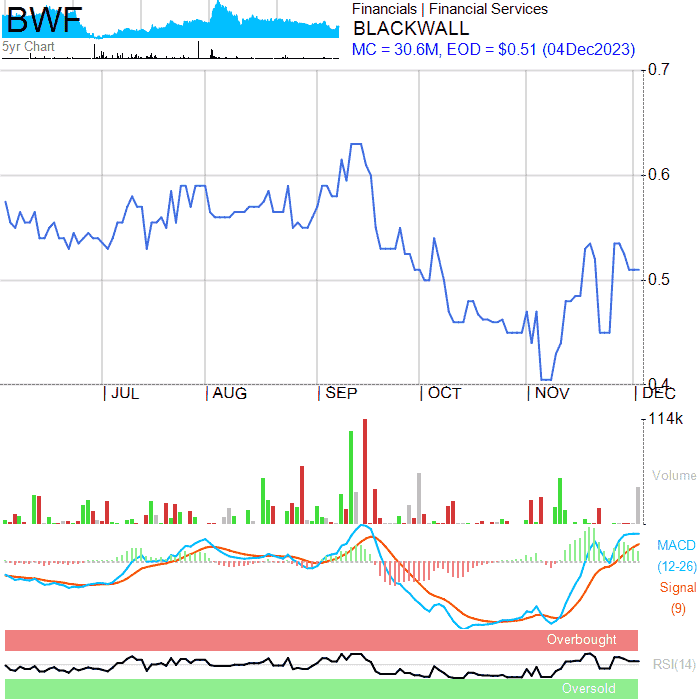 BWF
5yr Chart
Financials | Financial Services
BLACKWALL
MC = 30.6M, EOD = $0.51 (04Dec2023)
0.7
0.6
0.5
0.4
JUL AUG SEP OCT NOV DEC
114k
Volume
MACD
(12-26)
Signal
(9)
Overbought
RSI(14)
Oversold